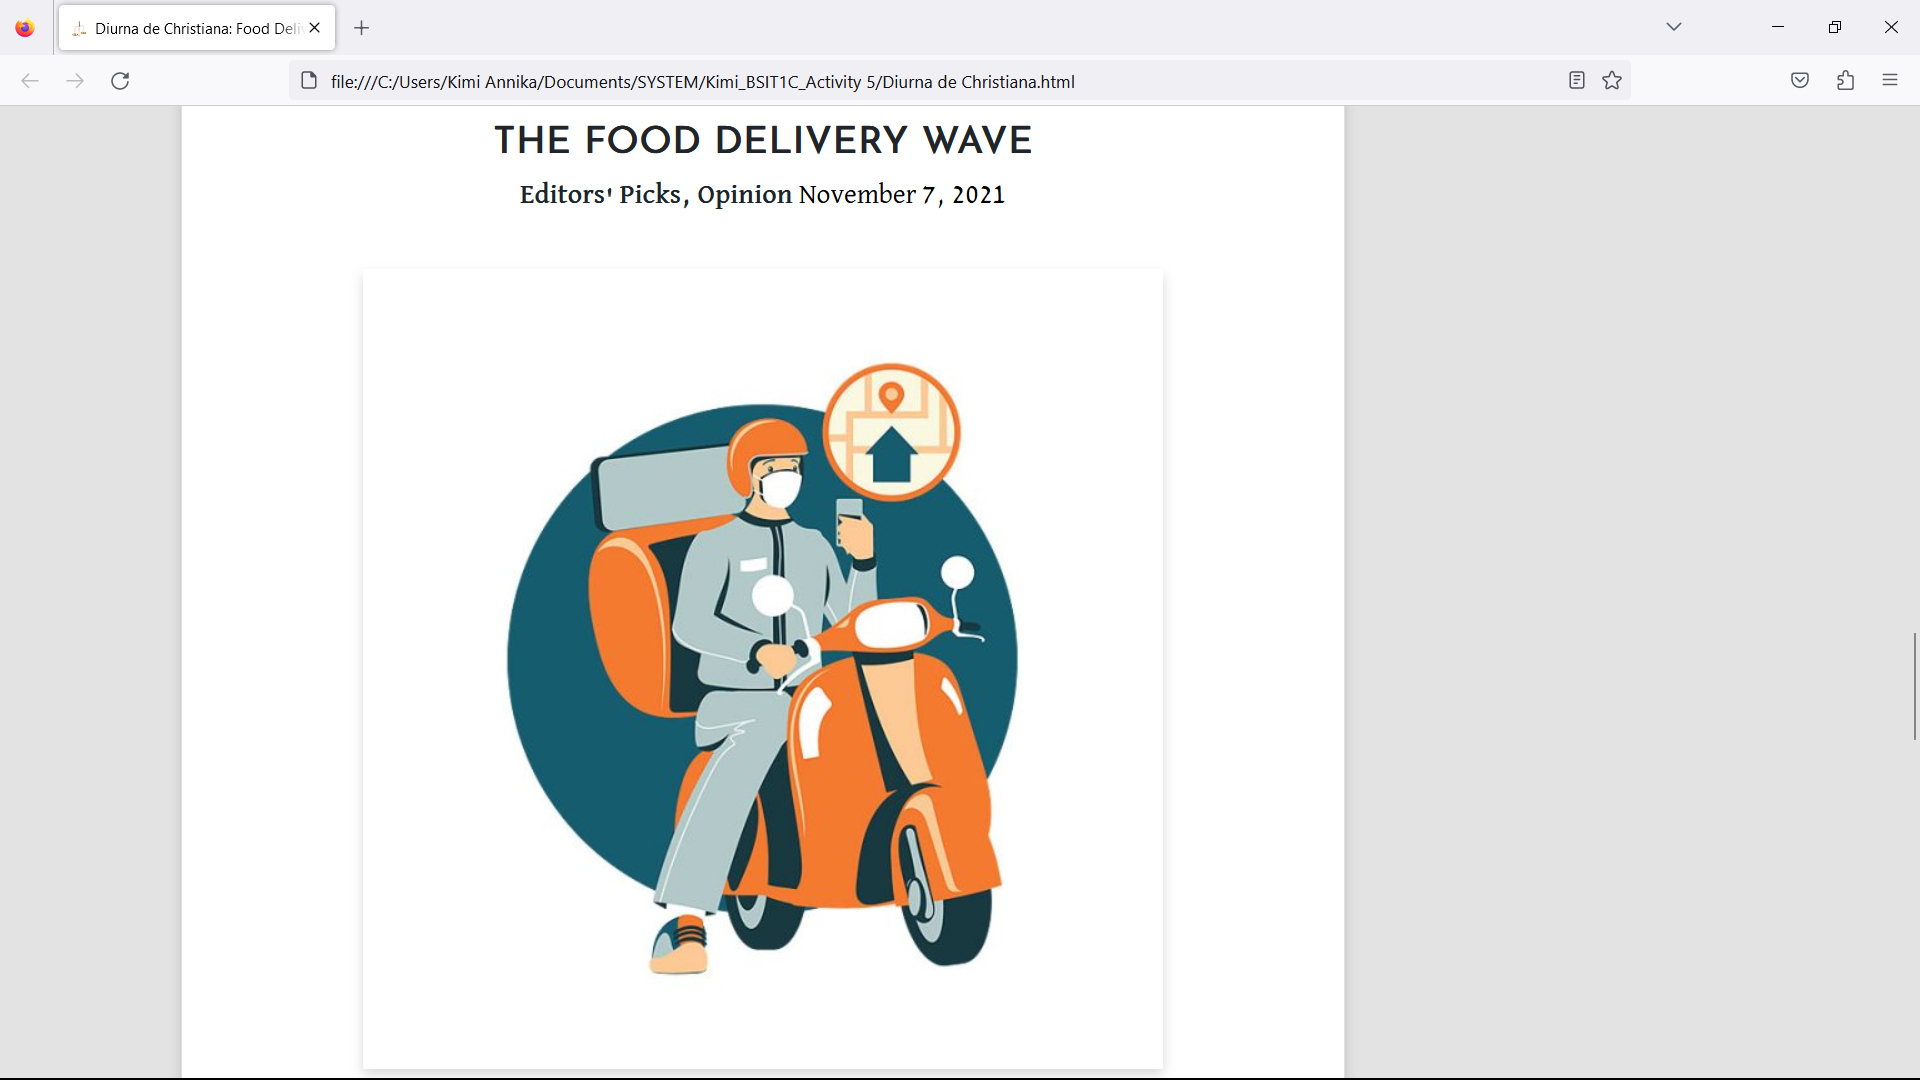 Diurna de Christiana: Food Deli
file:///C:/Users/Kimi Annika/Documents/SYSTEM/Kimi_BSIT1C_Activity 5/Diurna de Christiana.html
THE FOOD DELIVERY WAVE
Editors' Picks, Opinion November 7, 2021